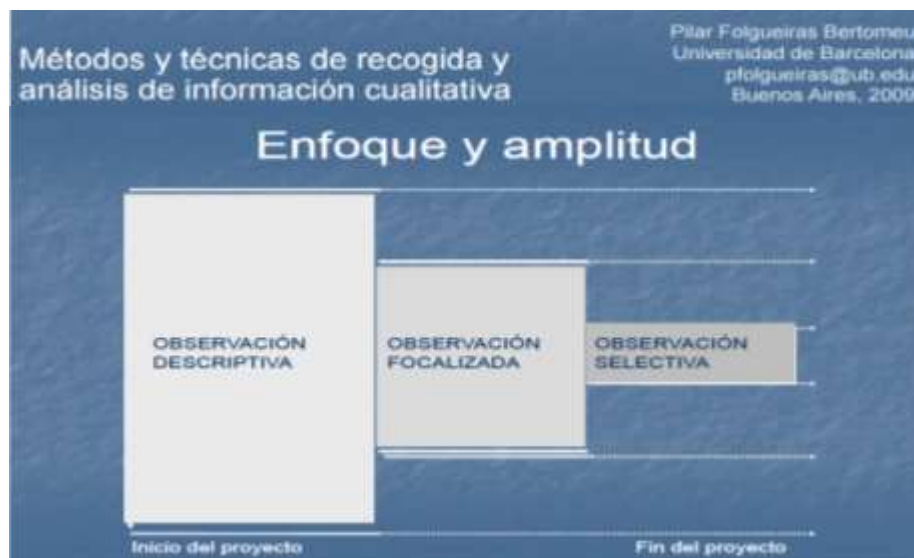 Métodos y técnicas de recogida y
análisis de información cualitativa
Pilar Folgueiras Bertomeu
Universidad de Barcelona
pfolgueiras@ub.edu
Buenos Aires, 2009
Enfoque y amplitud
OBSERVACIÓN
DESCRIPTIVA
OBSERVACIÓN
FOCALIZADA
OBSERVACIÓN
SELECTIVA
Inicio del proyecto
Fin del proyecto